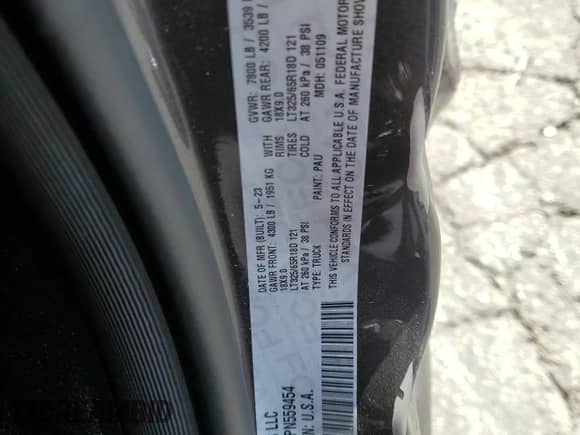 S LLC
DATE OF MFR (BUILT): 5-23
GVWR: 7800 LB / 3539
GAWR FRONT: 4300 LB / 1951 KG WITH
GAWR REAR: 4200 LB /
18X9.0 RIMS 18X9.0
LT325/65R18D 121 TIRES LT325/65R18D 121
AT 260 kPa / 38 PSI COLD AT 260 kPa / 38 PSI
TYPE: TRUCK PAINT: PAU MDH: 051109
THIS VEHICLE CONFORMS TO ALL APPLICABLE U.S.A. FEDERAL MOTOR
STANDARDS IN EFFECT ON THE DATE OF MANUFACTURE SHOW
PN559454
N: U.S.A.